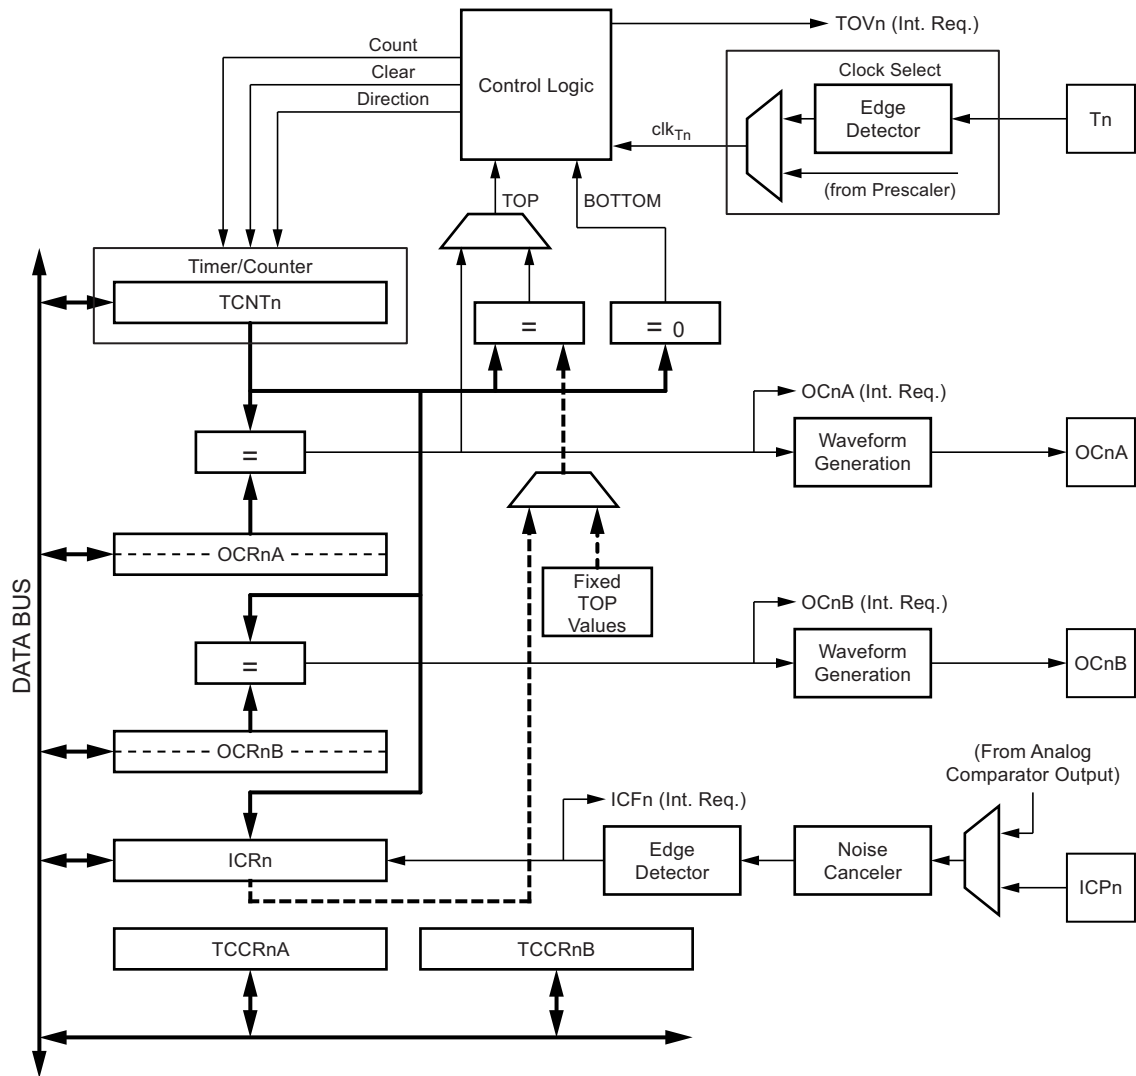 TOVn (Int. Req.)
Count
Clear
Direction
Control Logic
Clock Select
Edge
Detector
Tn
clkTn
(from Prescaler)
TOP
BOTTOM
Timer/Counter
TCNTn
=
= 0
OCnA (Int. Req.)
=
Waveform
Generation
OCnA
OCRnA
Fixed
TOP
Values
DATA BUS
OCnB (Int. Req.)
=
Waveform
Generation
OCnB
OCRnB
(From Analog
Comparator Output)
ICFn (Int. Req.)
ICRn
Edge
Detector
Noise
Canceler
ICPn
TCCRnA
TCCRnB